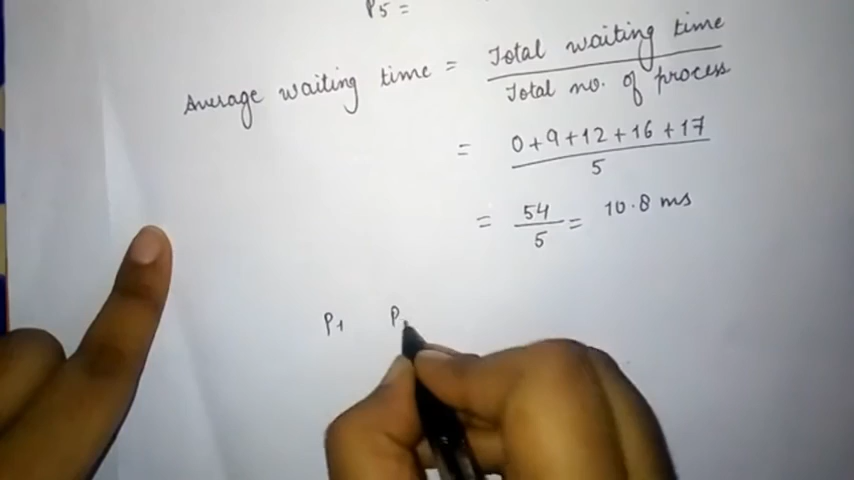 P5 =
Average waiting time = Total waiting time
Total no. of process
= 0+9+12+16+17
5
= 54 = 10.8 ms
5
P1 P